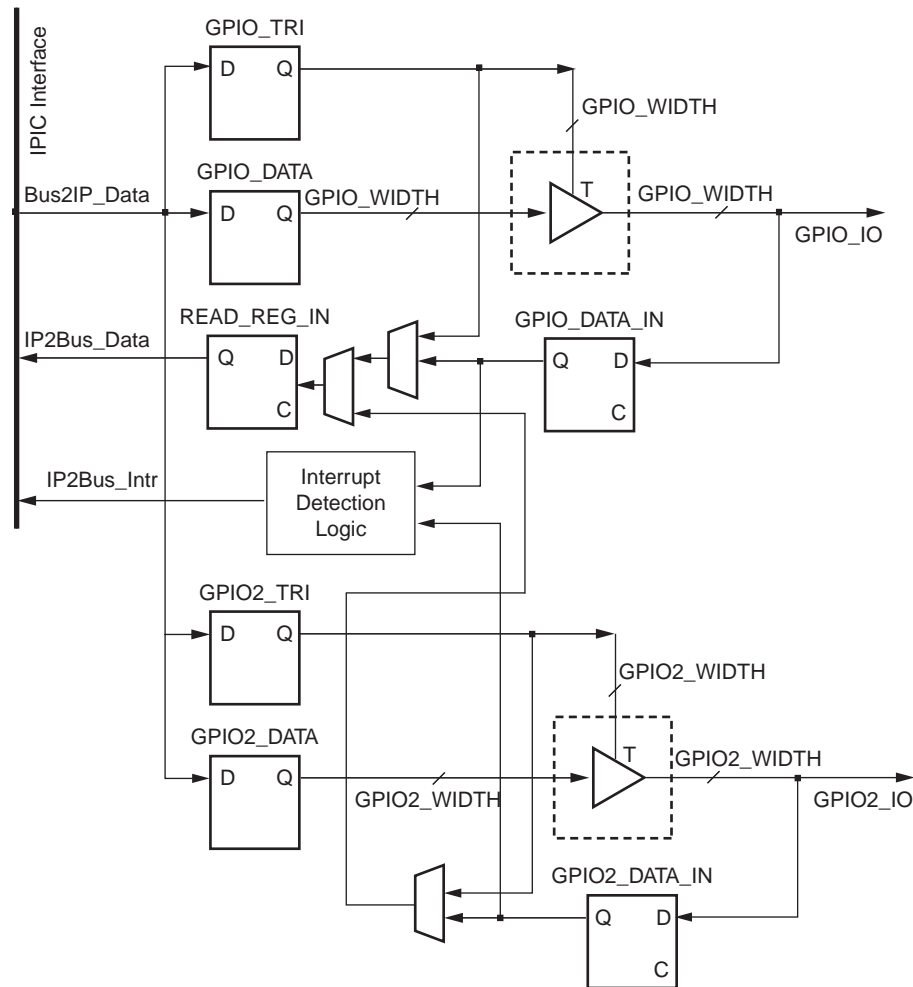 GPIO_TRI
D Q
IPIC Interface
GPIO_WIDTH
GPIO_DATA
Bus2IP_Data
D Q
GPIO_WIDTH
T
GPIO_WIDTH
GPIO_IO
READ_REG_IN
GPIO_DATA_IN
IP2Bus_Data
Q D
C
Q D
C
IP2Bus_Intr
Interrupt
Detection
Logic
GPIO2_TRI
D Q
GPIO2_WIDTH
GPIO2_DATA
D Q
GPIO2_WIDTH
T
GPIO2_WIDTH
GPIO2_IO
GPIO2_DATA_IN
Q D
C